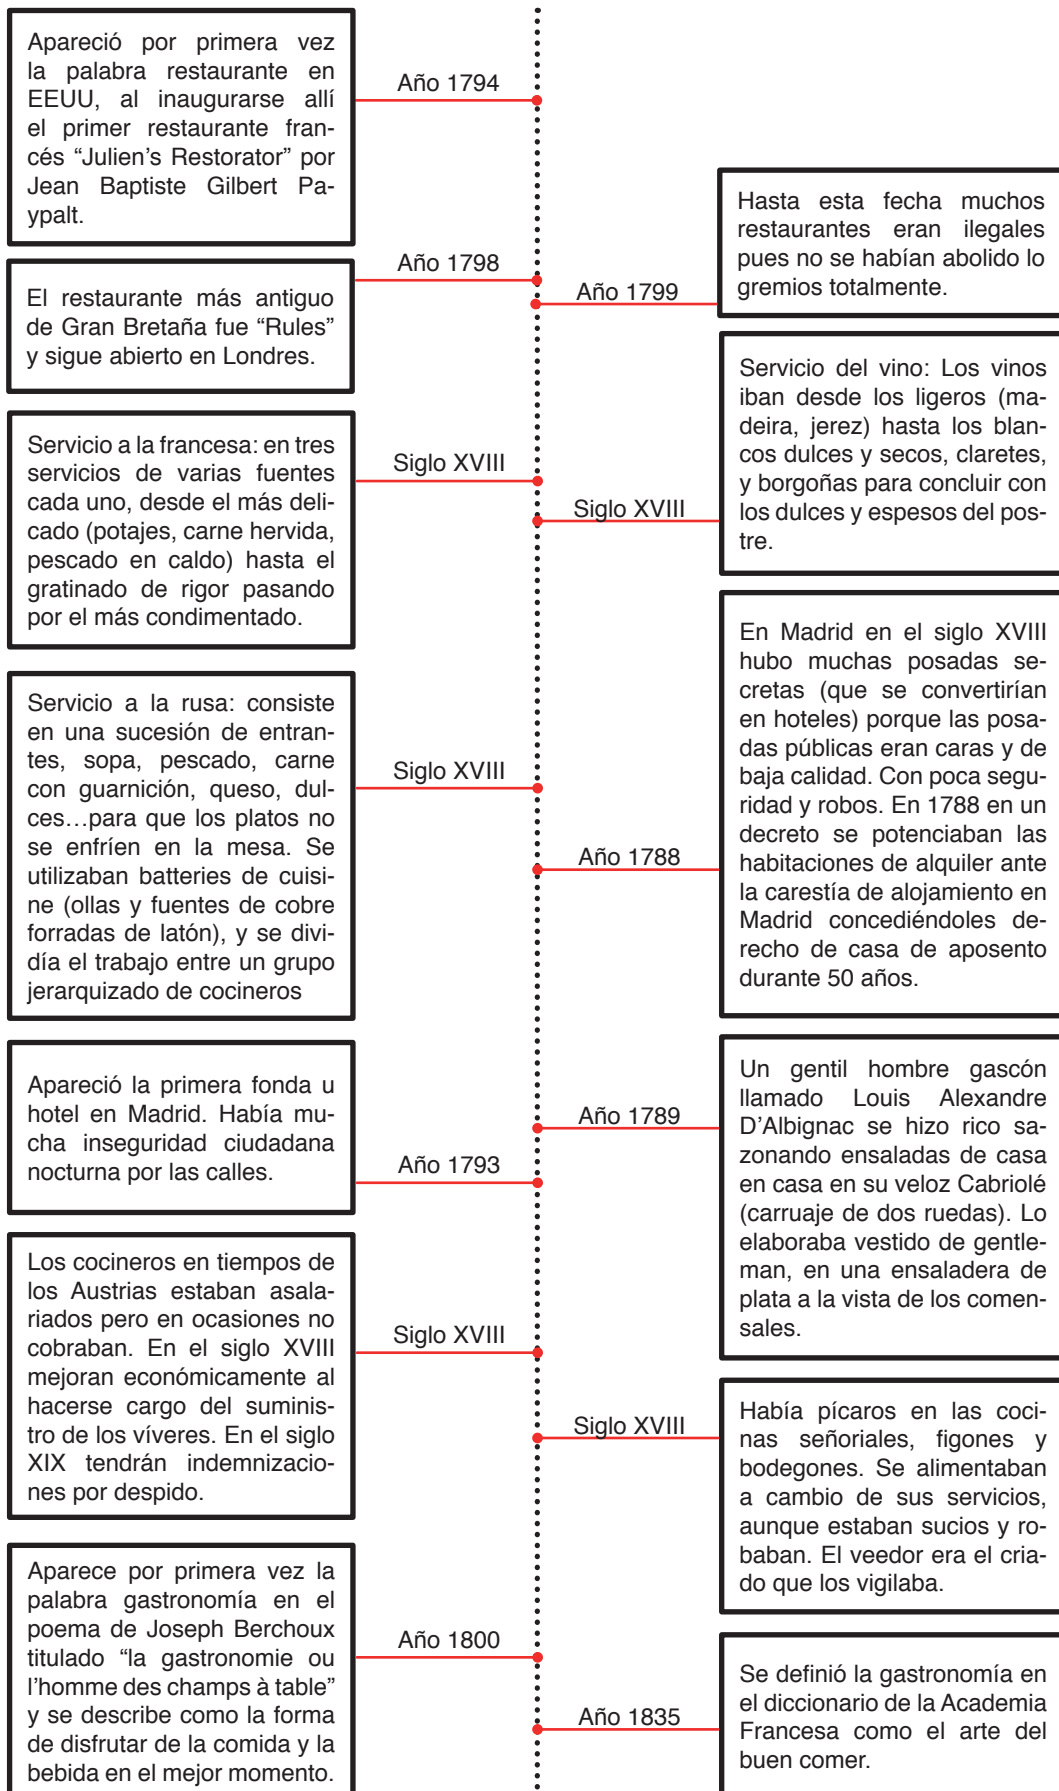 Apareció por primera vez
la palabra restaurante en
EEUU, al inaugurarse allí
el primer restaurante fran-
cés “Julien’s Restorator” por
Jean Baptiste Gilbert Pa-
ypalt.
Año 1794
Hasta esta fecha muchos
restaurantes eran ilegales
pues no se habían abolido lo
gremios totalmente.
Año 1799
El restaurante más antiguo
de Gran Bretaña fue “Rules”
y sigue abierto en Londres.
Año 1798
Servicio del vino: Los vinos
iban desde los ligeros (ma-
deira, jerez) hasta los blan-
cos dulces y secos, claretes,
y borgoñas para concluir con
los dulces y espesos del pos-
tre.
Siglo XVIII
Servicio a la francesa: en tres
servicios de varias fuentes
cada uno, desde el más deli-
cado (potajes, carne hervida,
pescado en caldo) hasta el
gratinado de rigor pasando
por el más condimentado.
Siglo XVIII
En Madrid en el siglo XVIII
hubo muchas posadas se-
cretas (que se convertirían
en hoteles) porque las posa-
das públicas eran caras y de
baja calidad. Con poca segu-
ridad y robos. En 1788 en un
decreto se potenciaban las
habitaciones de alquiler ante
la carestía de alojamiento en
Madrid concediéndoles de-
recho de casa de aposento
durante 50 años.
Año 1788
Servicio a la rusa: consiste
en una sucesión de entran-
tes, sopa, pescado, carne
con guarnición, queso, dul-
ces…para que los platos no
se enfríen en la mesa. Se
utilizaban batteries de cuisi-
ne (ollas y fuentes de cobre
forradas de latón), y se divi-
día el trabajo entre un grupo
jerarquizado de cocineros
Siglo XVIII
Un gentil hombre gascón
llamado Louis Alexandre
D’Albignac se hizo rico sa-
zonando ensaladas de casa
en casa en su veloz Cabriolé
(carruaje de dos ruedas). Lo
elaboraba vestido de gentle-
man, en una ensaladera de
plata a la vista de los comen-
sales.
Año 1789
Apareció la primera fonda u
hotel en Madrid. Había mu-
cha inseguridad ciudadana
nocturna por las calles.
Año 1793
Los cocineros en tiempos de
los Austrias estaban asala-
riados pero en ocasiones no
cobraban. En el siglo XVIII
mejoran económicamente al
hacerse cargo del suminis-
tro de los víveres. En el siglo
XIX tendrán indemnizacio-
nes por despido.
Siglo XVIII
Había pícaros en las coci-
nas señoriales, figones y
bodegones. Se alimentaban
a cambio de sus servicios,
aunque estaban sucios y ro-
baban. El veedor era el cria-
do que los vigilaba.
Siglo XVIII
Aparece por primera vez la
palabra gastronomía en el
poema de Joseph Berchoux
titulado “la gastronomie ou
l’homme des champs à table”
y se describe como la forma
de disfrutar de la comida y la
bebida en el mejor momento.
Año 1800
Se definió la gastronomía en
el diccionario de la Academia
Francesa como el arte del
buen comer.
Año 1835